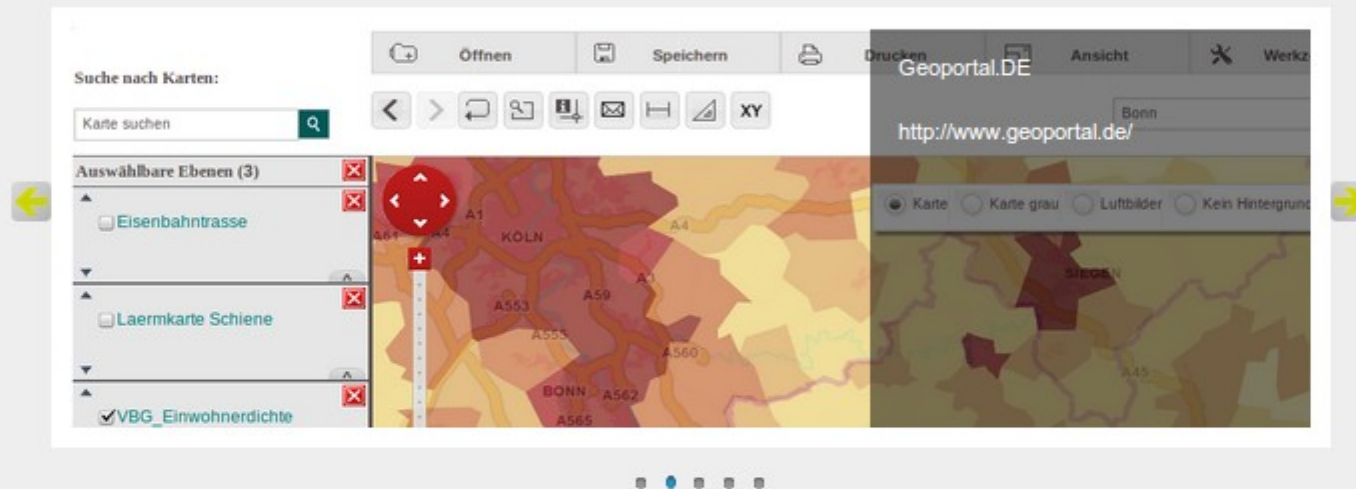 Öffnen
Speichern
Drucken
Ansicht
Werkz
Suche nach Karten:
Karte suchen
XY
Geoportal.DE
http://www.geoportal.de/
Bonn
Auswählbare Ebenen (3)
Eisenbahntrasse
Laermkarte Schiene
VBG_Einwohnerdichte
Karte
Karte grau
Luftbilder
Kein Hintergrund
A1
A61
A4
KÖLN
A4
A3
A553
A59
A555
A560
BONN
A562
A565
SIEGEN
A45